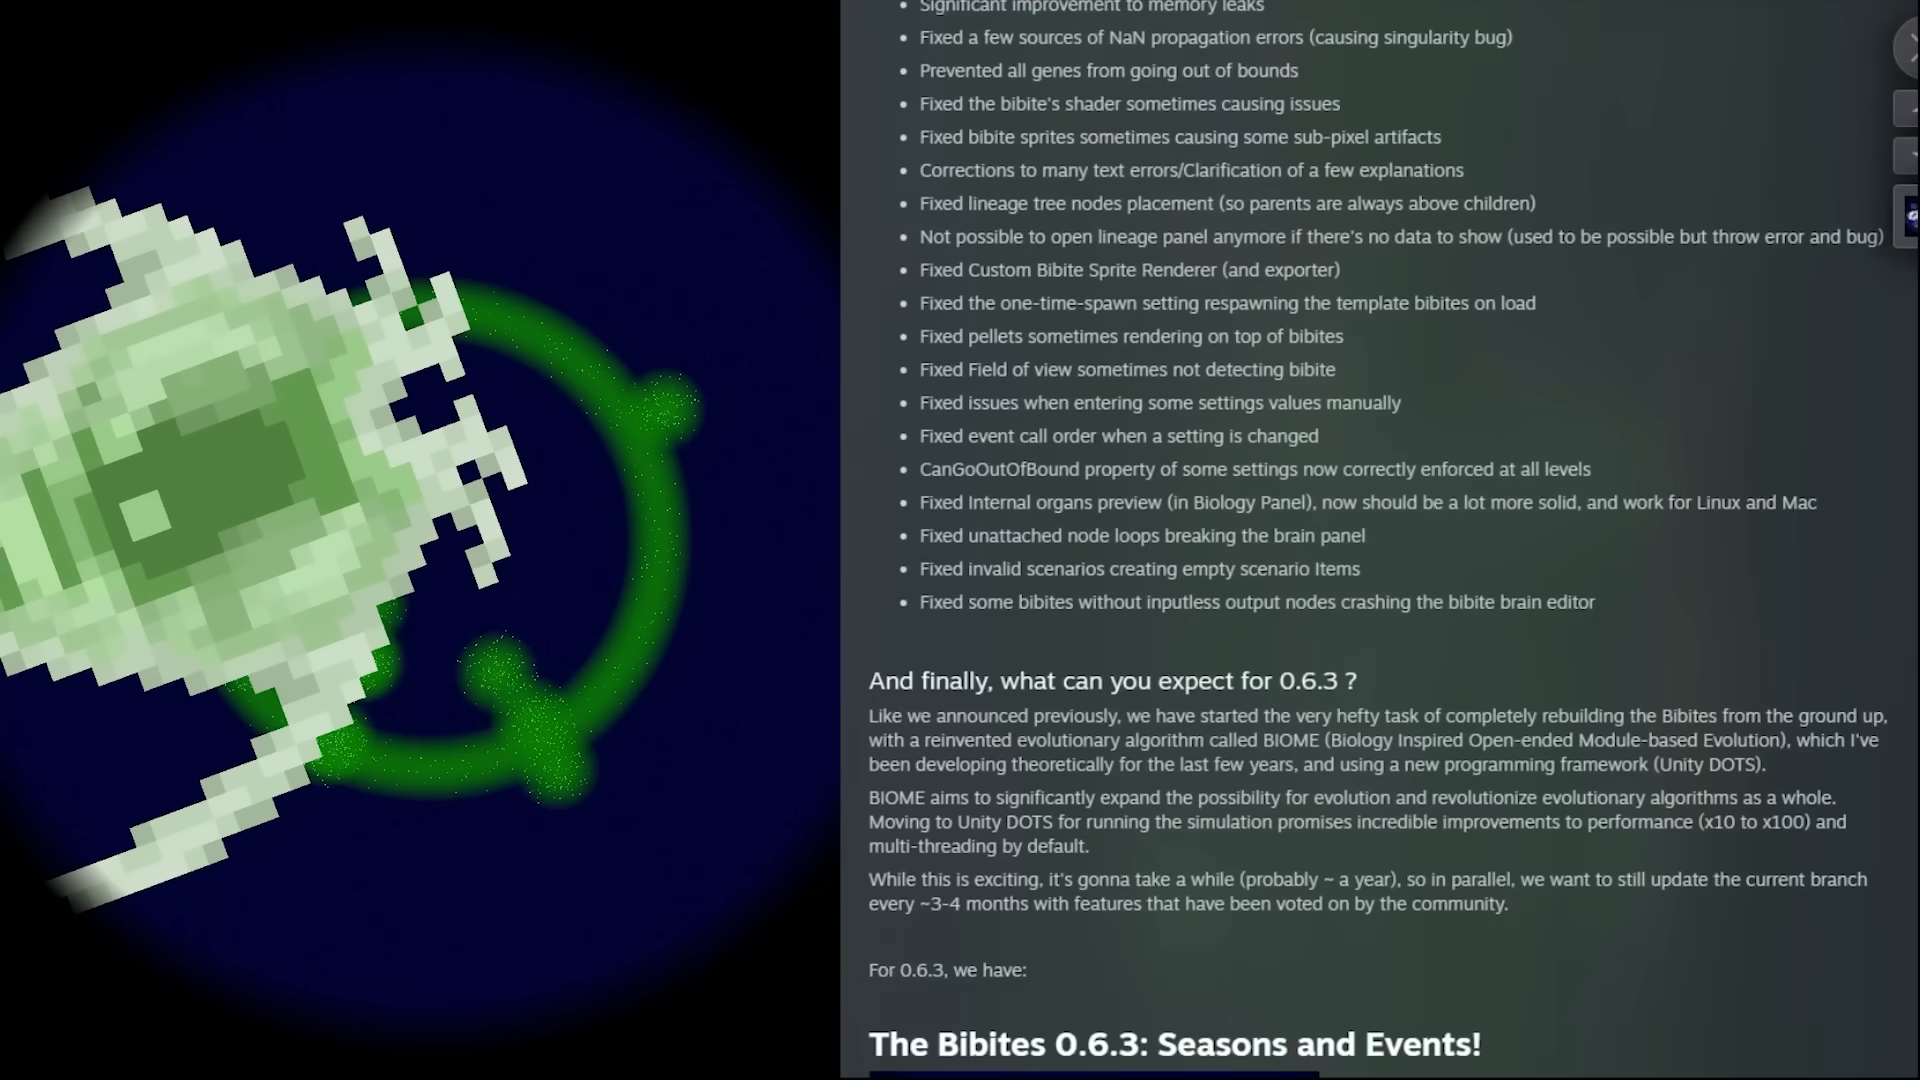 Significant improvement to memory leaks
Fixed a few sources of NaN propagation errors (causing singularity bug)
Prevented all genes from going out of bounds
Fixed the bibite's shader sometimes causing issues
Fixed bibite sprites sometimes causing some sub-pixel artifacts
Corrections to many text errors/Clarification of a few explanations
Fixed lineage tree nodes placement (so parents are always above children)
Not possible to open lineage panel anymore if there's no data to show (used to be possible but throw error and bug)
Fixed Custom Bibite Sprite Renderer (and exporter)
Fixed the one-time-spawn setting respawning the template bibites on load
Fixed pellets sometimes rendering on top of bibites
Fixed Field of view sometimes not detecting bibite
Fixed issues when entering some settings values manually
Fixed event call order when a setting is changed
CanGoOutOfBound property of some settings now correctly enforced at all levels
Fixed Internal organs preview (in Biology Panel), now should be a lot more solid, and work for Linux and Mac
Fixed unattached node loops breaking the brain panel
Fixed invalid scenarios creating empty scenario Items
Fixed some bibites without inputless output nodes crashing the bibite brain editor
And finally, what can you expect for 0.6.3 ?
Like we announced previously, we have started the very hefty task of completely rebuilding the Bibites from the ground up,
with a reinvented evolutionary algorithm called BIOME (Biology Inspired Open-ended Module-based Evolution), which I've
been developing theoretically for the last few years, and using a new programming framework (Unity DOTS).
BIOME aims to significantly expand the possibility for evolution and revolutionize evolutionary algorithms as a whole.
Moving to Unity DOTS for running the simulation promises incredible improvements to performance (x10 to x100) and
multi-threading by default.
While this is exciting, it's gonna take a while (probably ~ a year), so in parallel, we want to still update the current branch
every ~3-4 months with features that have been voted on by the community.
For 0.6.3, we have:
The Bibites 0.6.3: Seasons and Events!